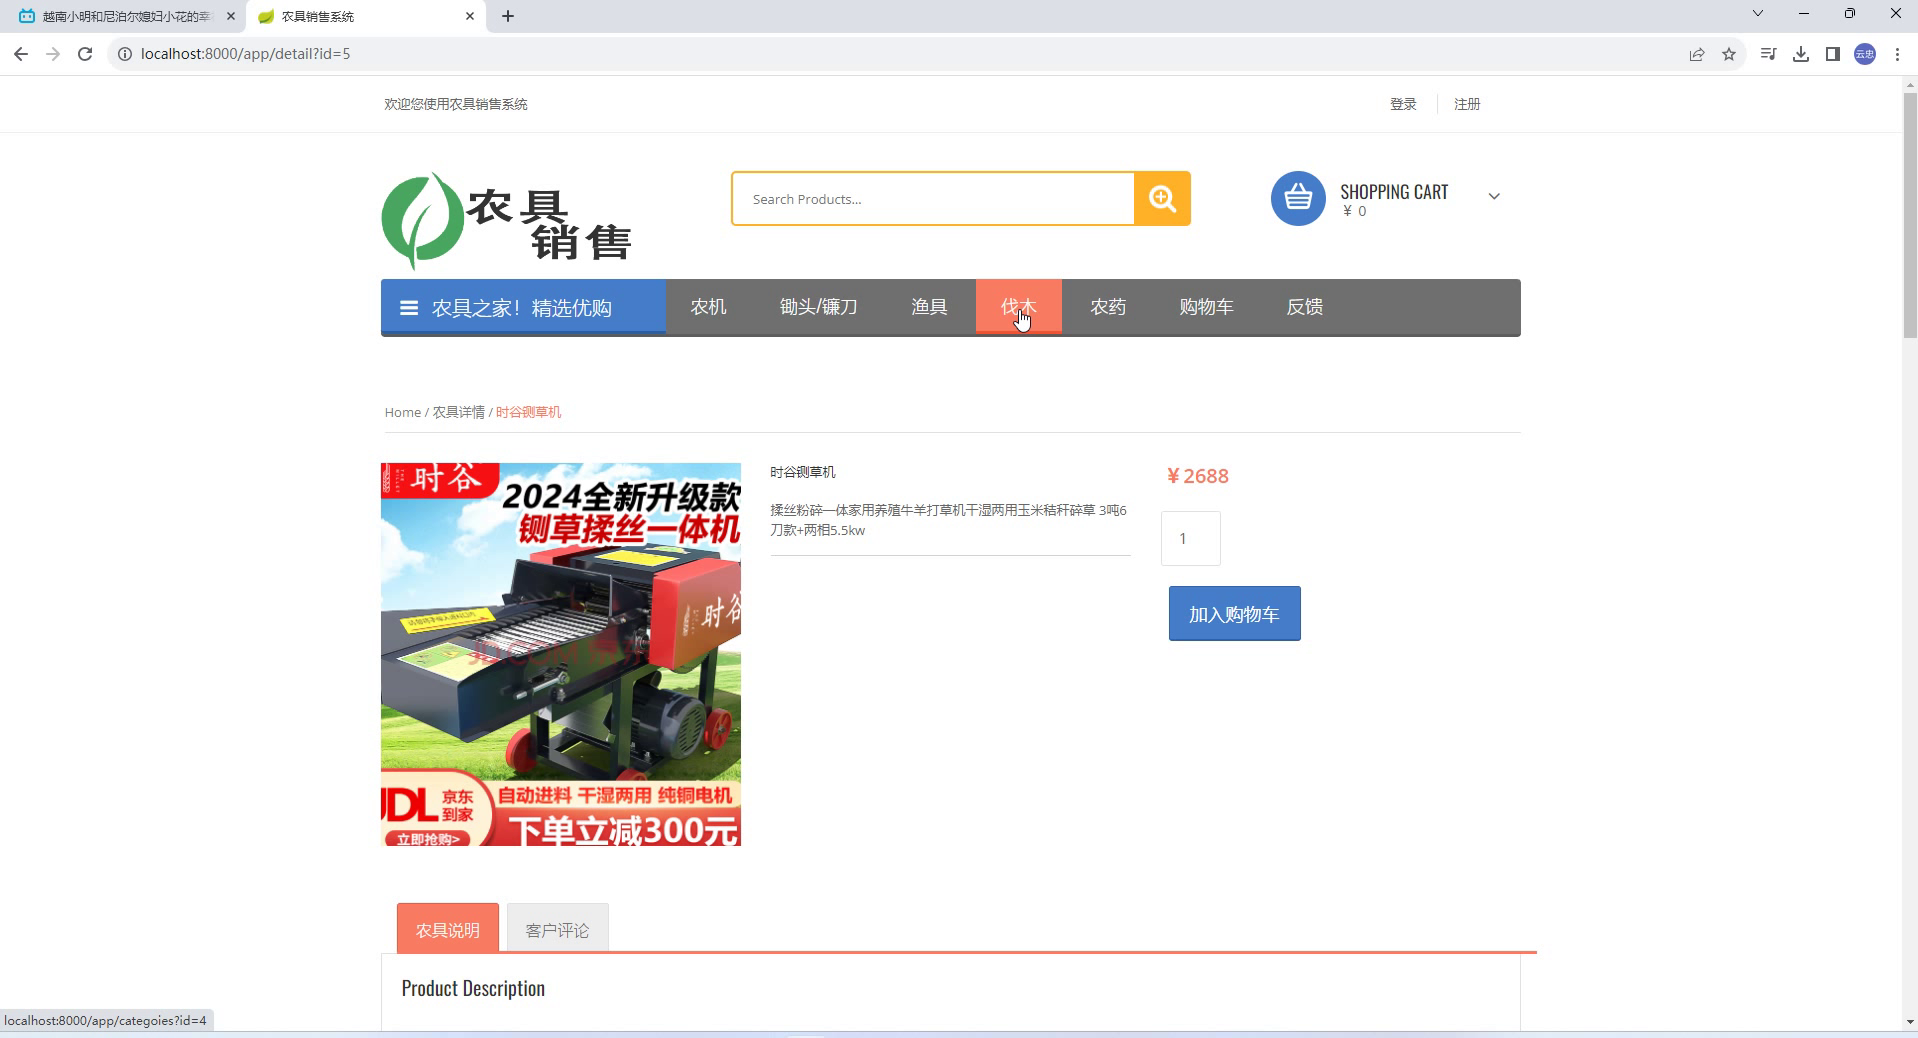 越南小明和尼泊尔媳妇小花的幸
农具销售系统
localhost:8000/app/detail?id=5
云忠
欢迎您使用农具销售系统
登录
注册
农具
销售
Search Products...
SHOPPING CART
¥ 0
农具之家！精选优购
农机
锄头/镰刀
渔具
伐木
农药
购物车
反馈
Home / 农具详情 / 时谷铡草机
时谷
2024全新升级款
铡草揉丝一体机
时谷
JD.COM 京东
自动进料 干湿两用 纯铜电机
JDL 京东
到家
立即抢购>
下单立减300元
时谷铡草机
揉丝粉碎一体家用养殖牛羊打草机干湿两用玉米秸秆碎草 3吨6
刀款+两相5.5kw
¥2688
1
加入购物车
农具说明
客户评论
Product Description
localhost:8000/app/categoies?id=4